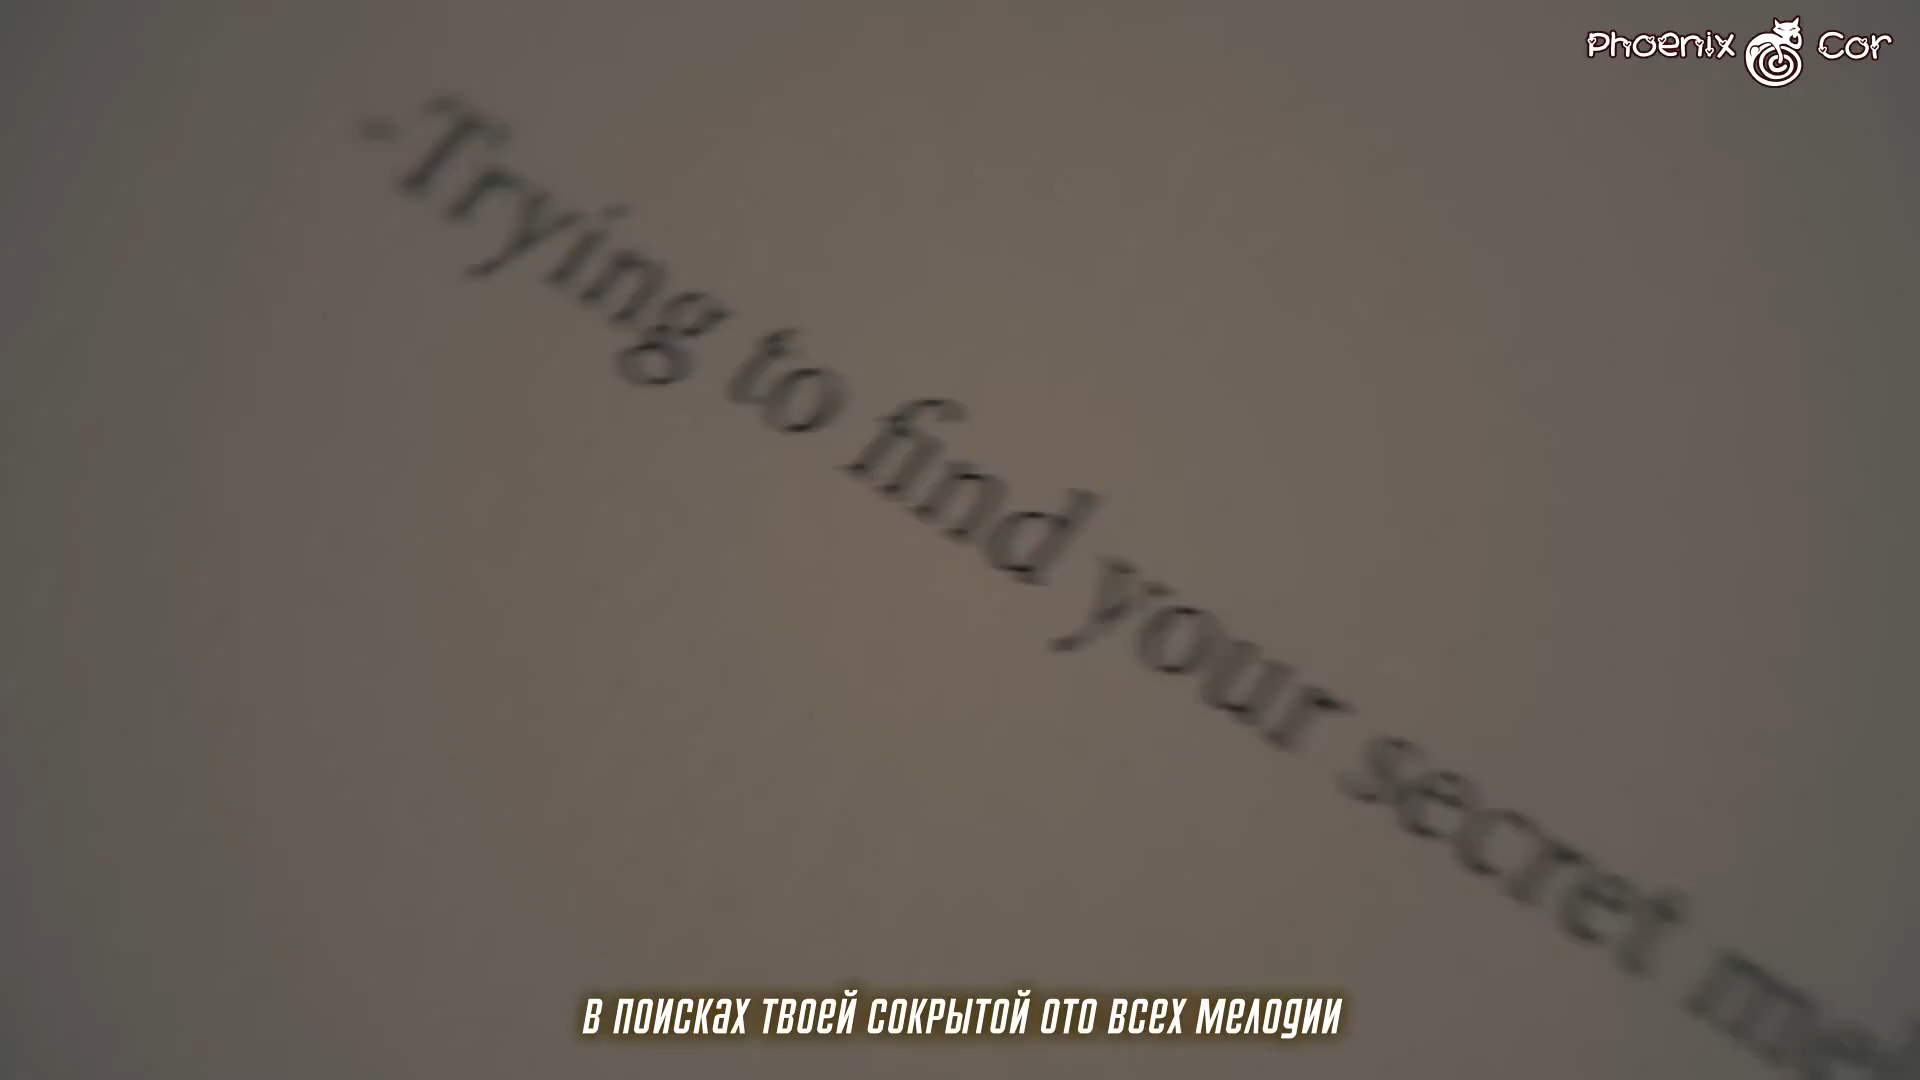 Phoenix Cor
-Trying to find your secret
в поисках твоей сокрытой ото всех мелодии